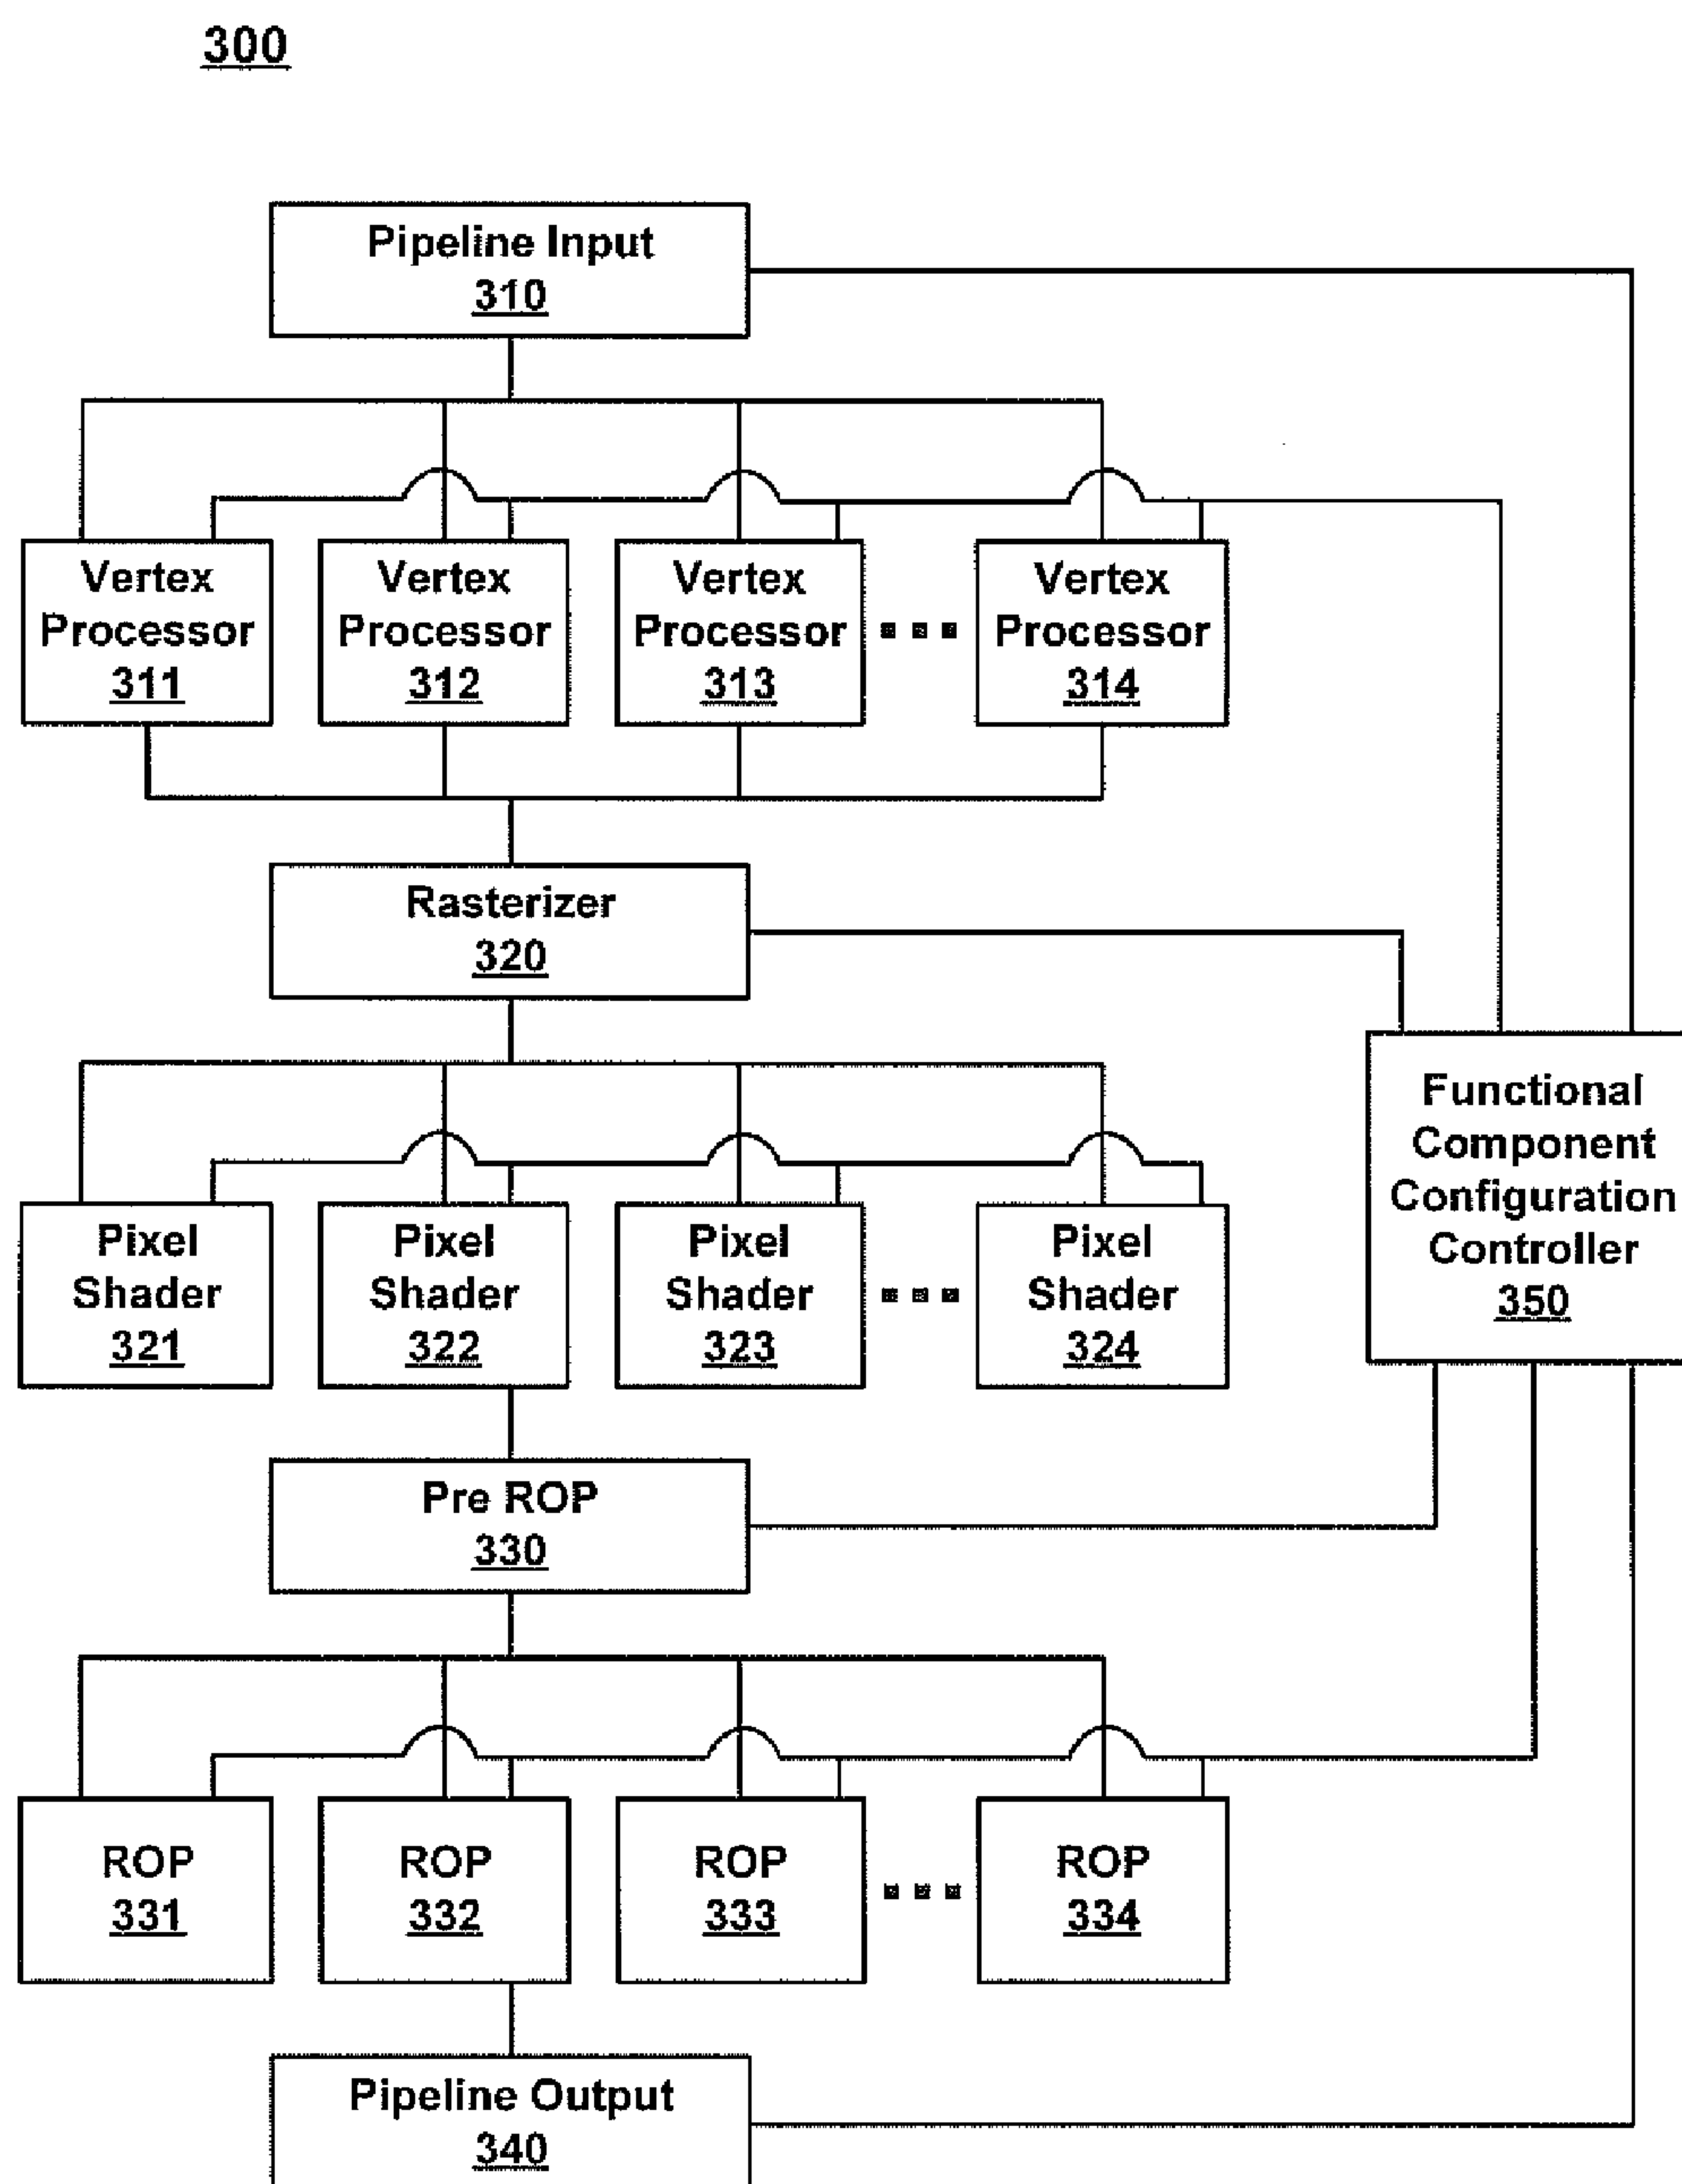 300
Pipeline Input
310
Vertex
Processor
311
Vertex
Processor
312
Vertex
Processor
313
Vertex
Processor
314
Rasterizer
320
Functional
Component
Configuration
Controller
350
Pixel
Shader
321
Pixel
Shader
322
Pixel
Shader
323
Pixel
Shader
324
Pre ROP
330
ROP
331
ROP
332
ROP
333
ROP
334
Pipeline Output
340